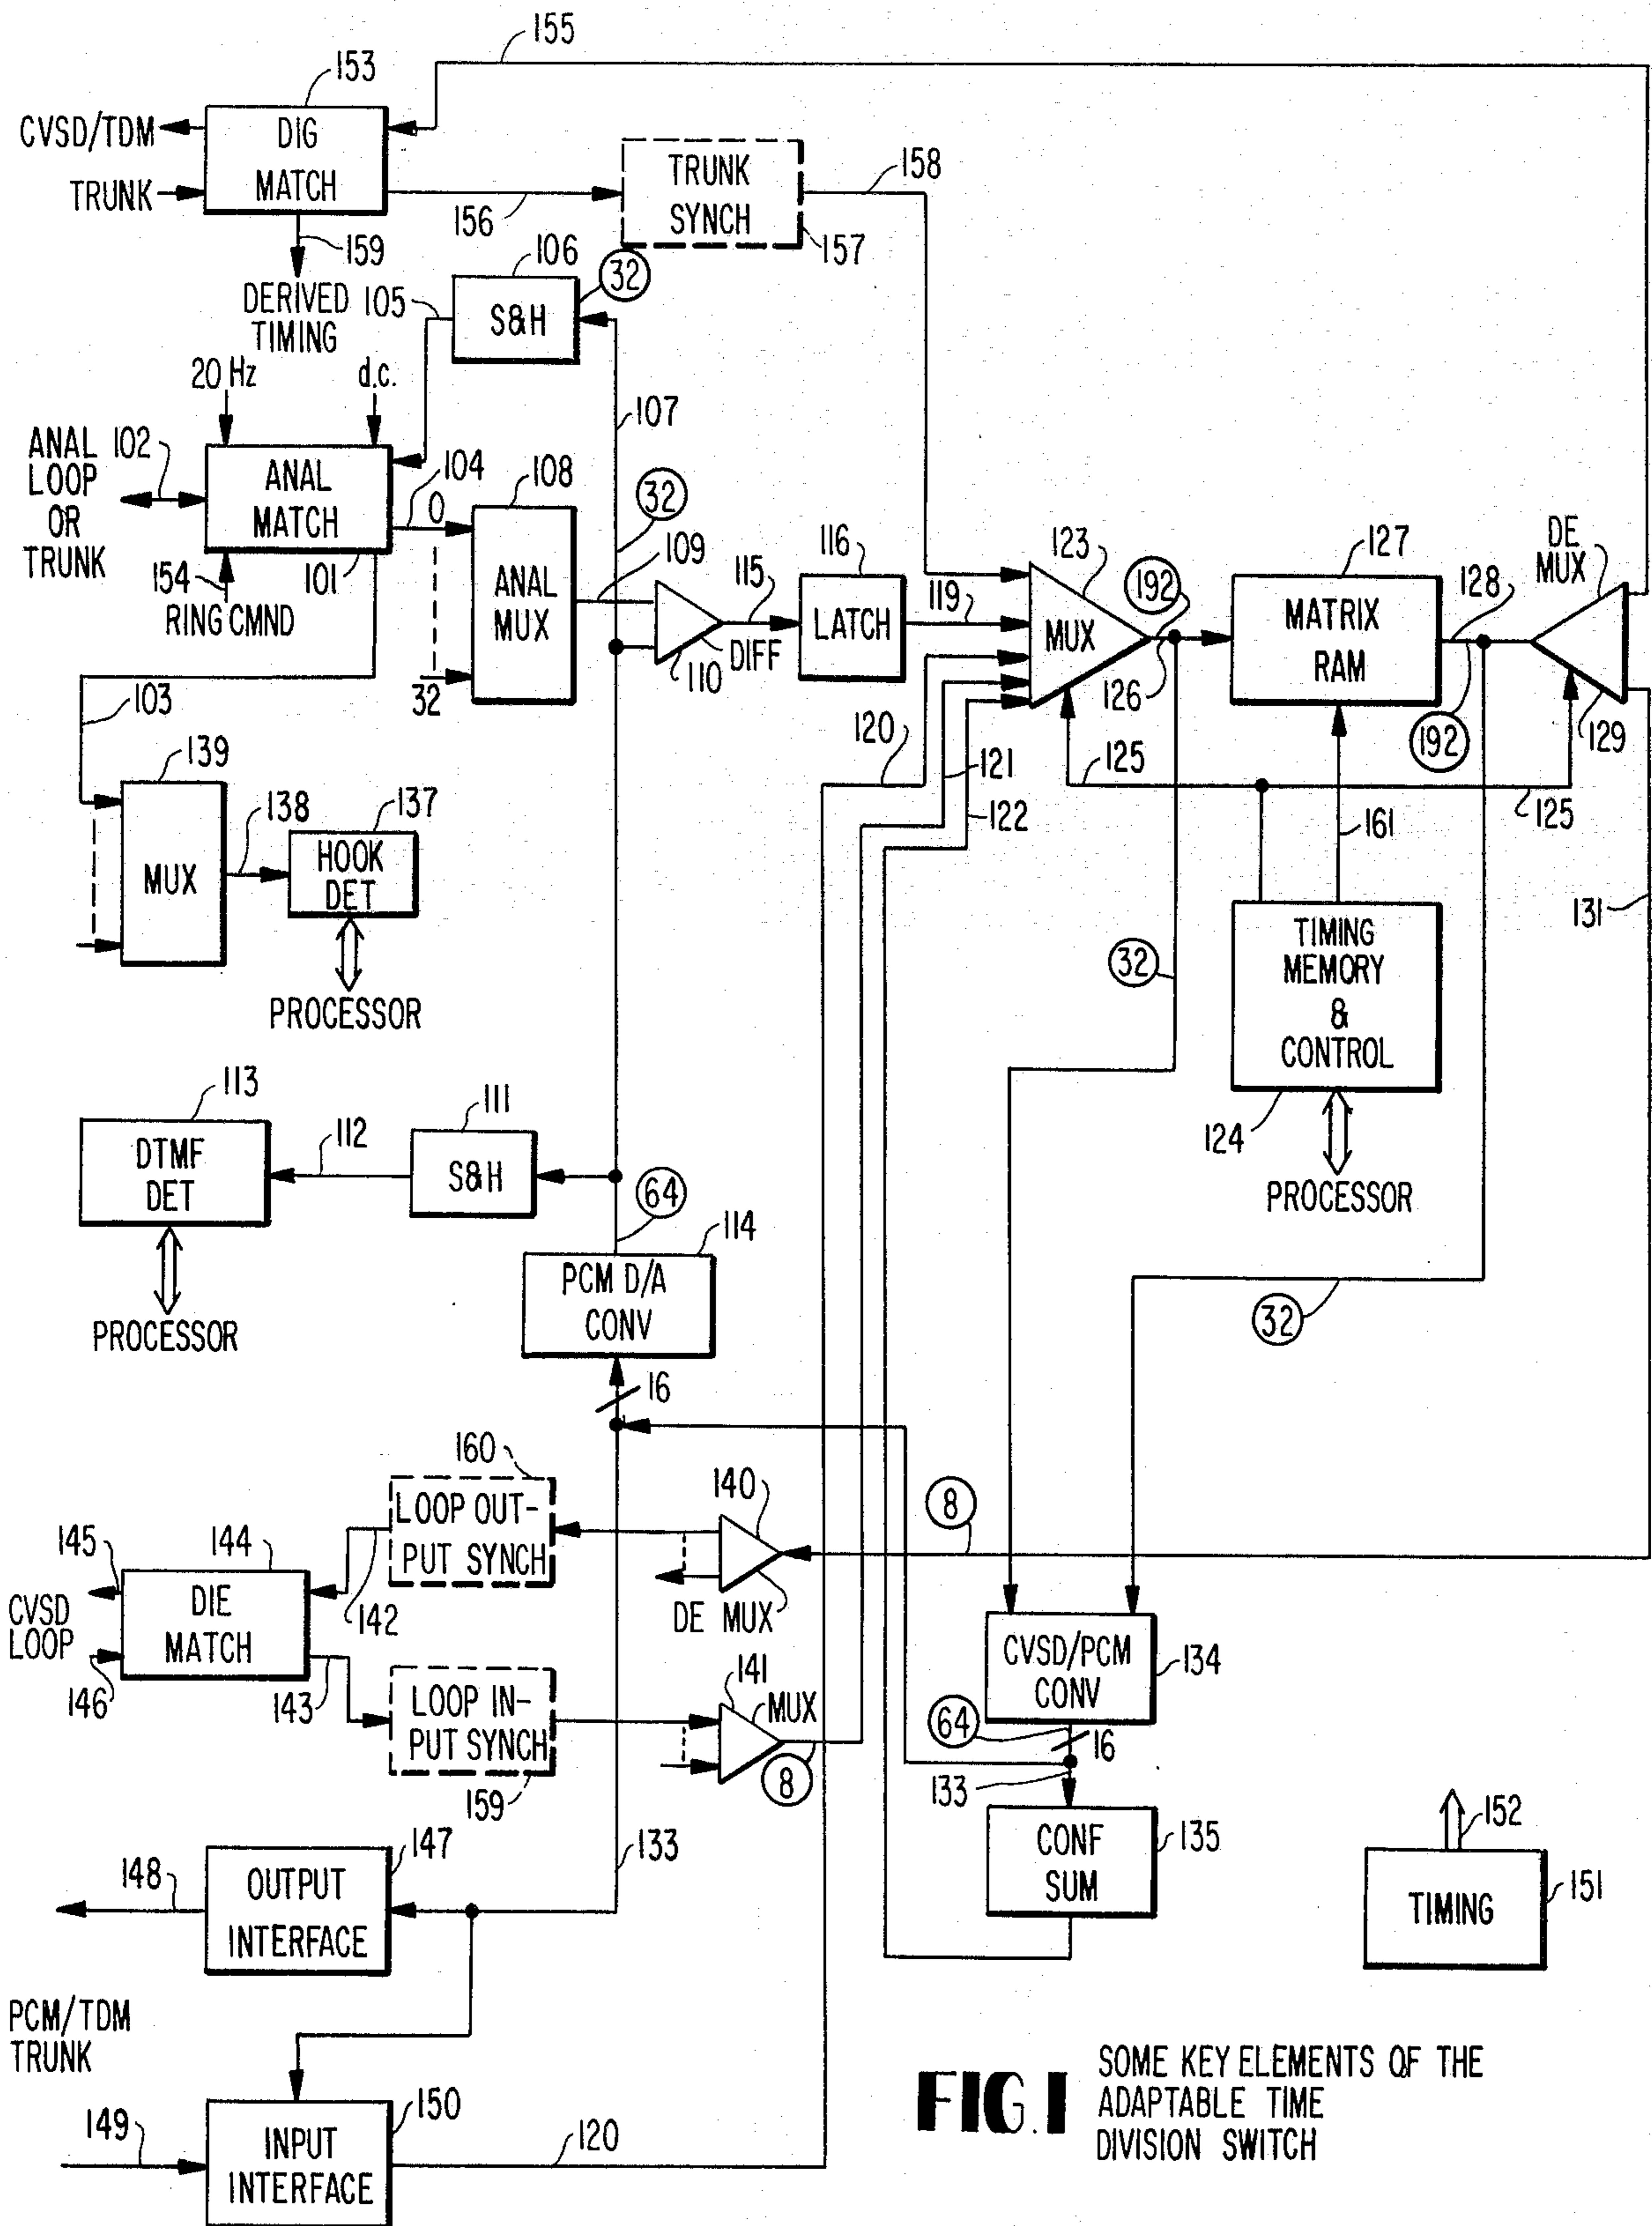 155
153
CVSD/TDM
DIG
MATCH
TRUNK
TRUNK
SYNCH
158
156
157
159
DERIVED
TIMING
105
106
32
S&H
20 Hz
d.c.
107
ANAL
LOOP
OR
TRUNK
102
ANAL
MATCH
104
0
108
32
109
154
101
RING CMND
ANAL
MUX
32
110
DIFF
115
116
LATCH
119
123
MUX
192
126
127
MATRIX
RAM
128
192
DE
MUX
129
103
120
121
122
125
125
161
131
139
138
137
MUX
HOOK
DET
PROCESSOR
32
TIMING
MEMORY
&
CONTROL
124
PROCESSOR
113
DTMF
DET
112
111
S&H
64
114
PCM D/A
CONV
PROCESSOR
32
16
160
LOOP OUT-
PUT SYNCH
140
8
145
144
CVSD
LOOP
DIE
MATCH
142
DE MUX
146
143
LOOP IN-
PUT SYNCH
159
141
MUX
8
CVSD/PCM
CONV
134
64
16
133
CONF
SUM
135
152
TIMING
151
133
148
147
OUTPUT
INTERFACE
PCM/TDM
TRUNK
149
150
INPUT
INTERFACE
120
FIG. 1
SOME KEY ELEMENTS OF THE
ADAPTABLE TIME
DIVISION SWITCH